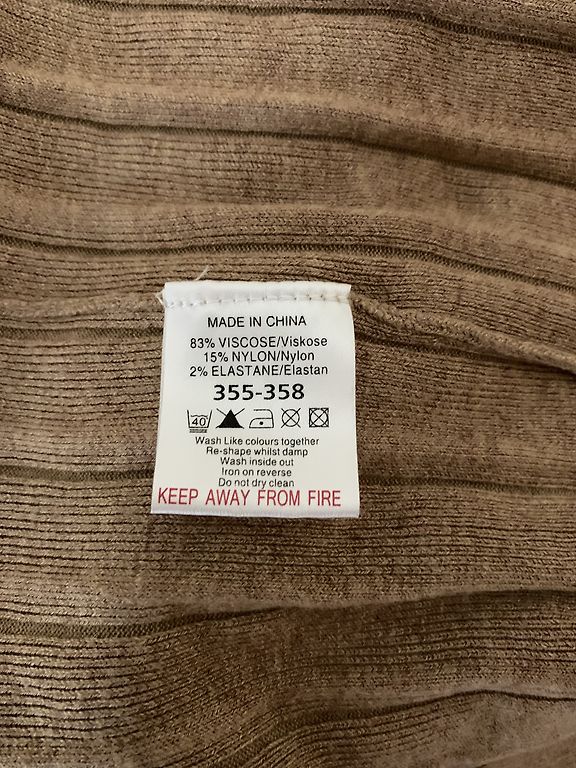 MADE IN CHINA
83% VISCOSE/Viskose
15% NYLON/Nylon
2% ELASTANE/Elastan
355-358
40
Wash Like colours together
Re-shape whilst damp
Wash inside out
Iron on reverse
Do not dry clean
KEEP AWAY FROM FIRE